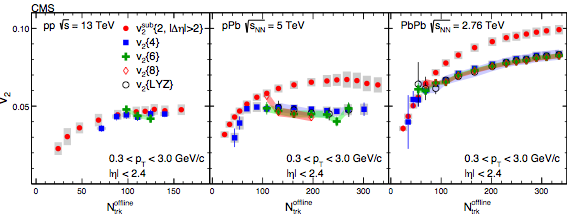 CMS
pp √s = 13 TeV
pPb √sNN = 5 TeV
PbPb √sNN = 2.76 TeV
v2sub{2, |Δη|>2}
v2{4}
v2{6}
v2{8}
v2{LYZ}
0.10
0.05
v2
0.3 < pT < 3.0 GeV/c
|η| < 2.4
0.3 < pT < 3.0 GeV/c
|η| < 2.4
0.3 < pT < 3.0 GeV/c
|η| < 2.4
0 50 100 150
0 100 200 300
0 100 200 300
Ntrkoffline
Ntrkoffline
Ntrkoffline